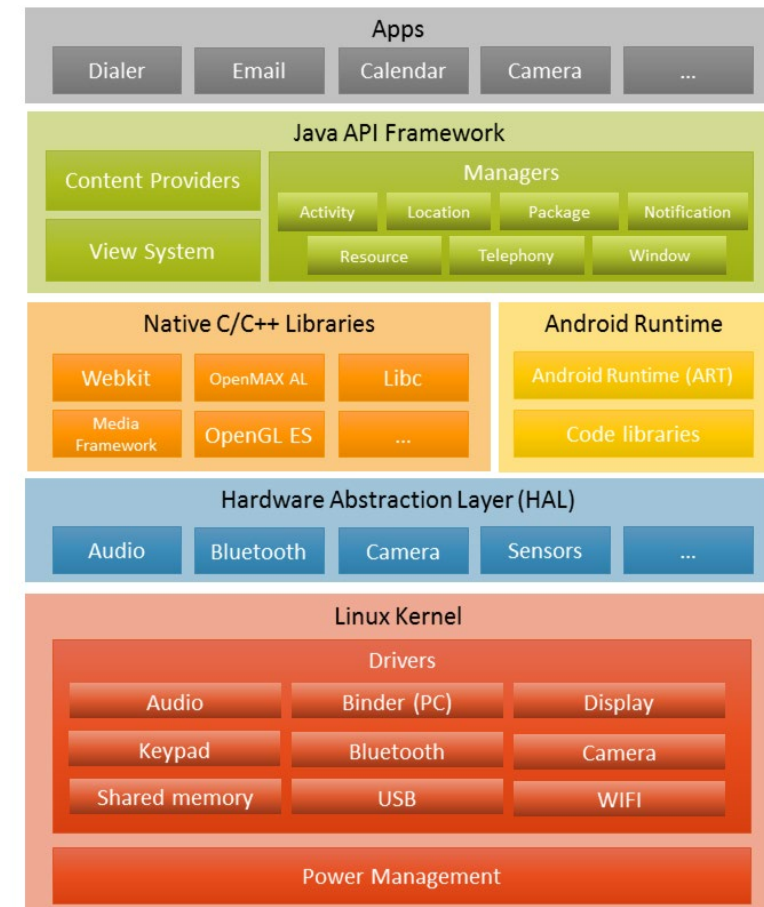 Apps
Dialer
Email
Calendar
Camera
...
Java API Framework
Content Providers
View System
Managers
Activity
Location
Package
Notification
Resource
Telephony
Window
Native C/C++ Libraries
Webkit
OpenMAX AL
Libc
Media
Framework
OpenGL ES
...
Android Runtime
Android Runtime (ART)
Code libraries
Hardware Abstraction Layer (HAL)
Audio
Bluetooth
Camera
Sensors
...
Linux Kernel
Drivers
Audio
Binder (PC)
Display
Keypad
Bluetooth
Camera
Shared memory
USB
WIFI
Power Management